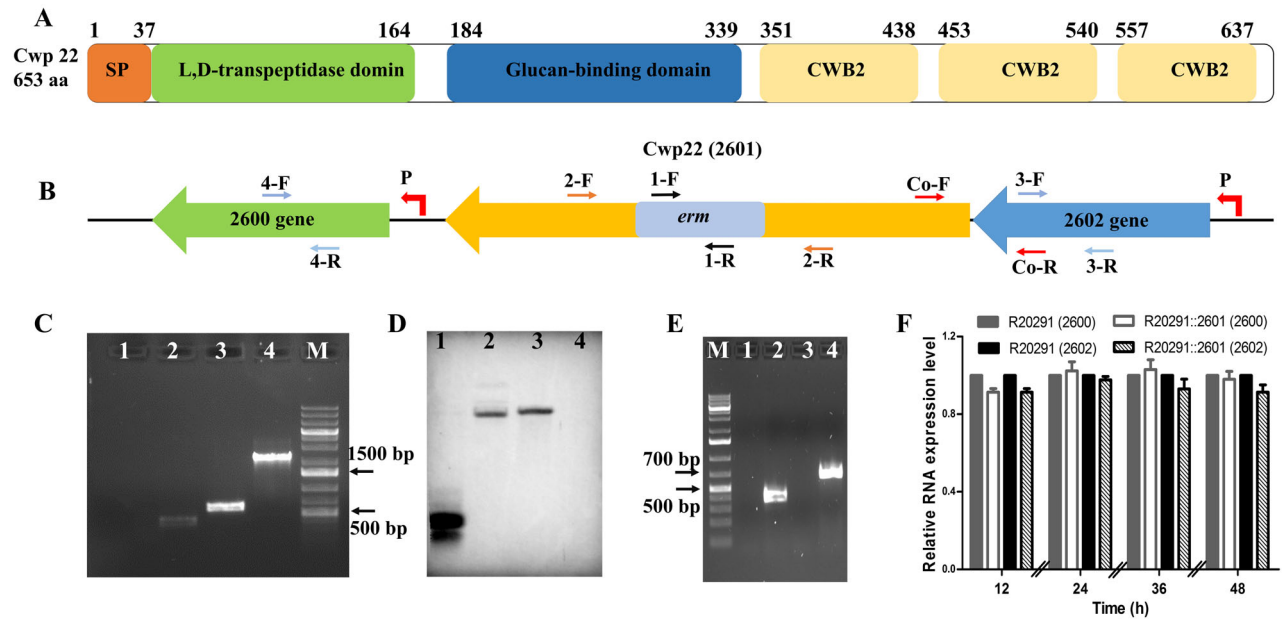 A
1 37 164 184 339 351 438 453 540 557 637
Cwp 22
653 aa
SP L,D-transpeptidase domin Glucan-binding domain CWB2 CWB2 CWB2
Cwp22 (2601)
B
4-F P 2-F 1-F Co-F 3-F P
2600 gene erm 2602 gene
4-R 1-R 2-R Co-R 3-R
C
1 2 3 4 M
1500 bp
500 bp
D
1 2 3 4
E
M 1 2 3 4
700 bp
500 bp
F
R20291 (2600) R20291::2601 (2600)
R20291 (2602) R20291::2601 (2602)
Relative RNA expression level
1.2
0.8
0.4
0.0
12 24 36 48
Time (h)